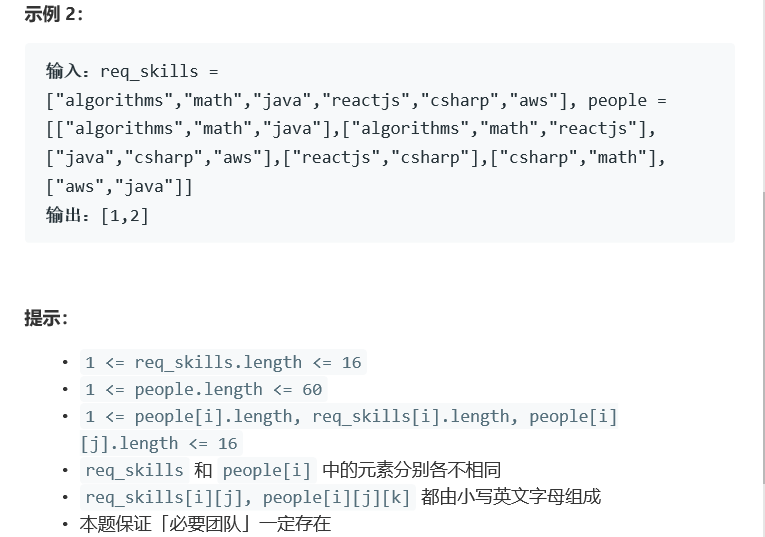 示例 2：
输入：req_skills =
["algorithms","math","java","reactjs","csharp","aws"], people =
[["algorithms","math","java"],["algorithms","math","reactjs"],
["java","csharp","aws"],["reactjs","csharp"],["csharp","math"],
["aws","java"]]
输出：[1,2]
提示：
• 1 <= req_skills.length <= 16
• 1 <= people.length <= 60
• 1 <= people[i].length, req_skills[i].length, people[i]
[j].length <= 16
• req_skills 和 people[i] 中的元素分别各不相同
• req_skills[i][j], people[i][j][k] 都由小写英文字母组成
• 本题保证「必要团队」一定存在